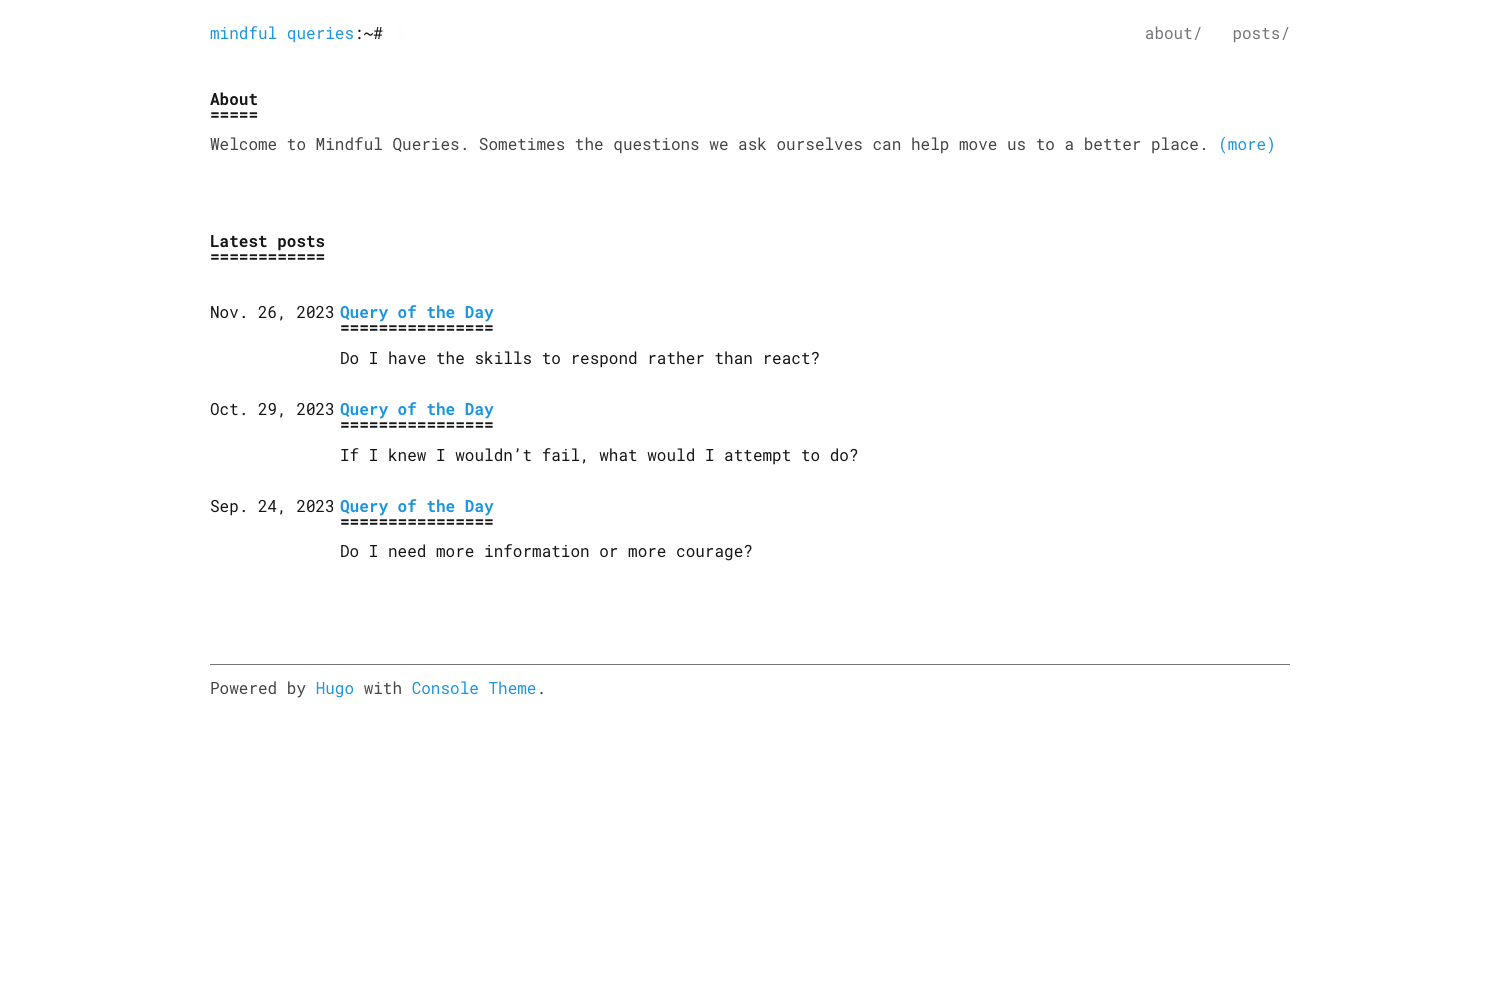 mindful queries:~# about/ posts/
About
=====
Welcome to Mindful Queries. Sometimes the questions we ask ourselves can help move us to a better place. (more)
Latest posts
============
Nov. 26, 2023 Query of the Day
================
Do I have the skills to respond rather than react?
Oct. 29, 2023 Query of the Day
================
If I knew I wouldn’t fail, what would I attempt to do?
Sep. 24, 2023 Query of the Day
================
Do I need more information or more courage?
Powered by Hugo with Console Theme.